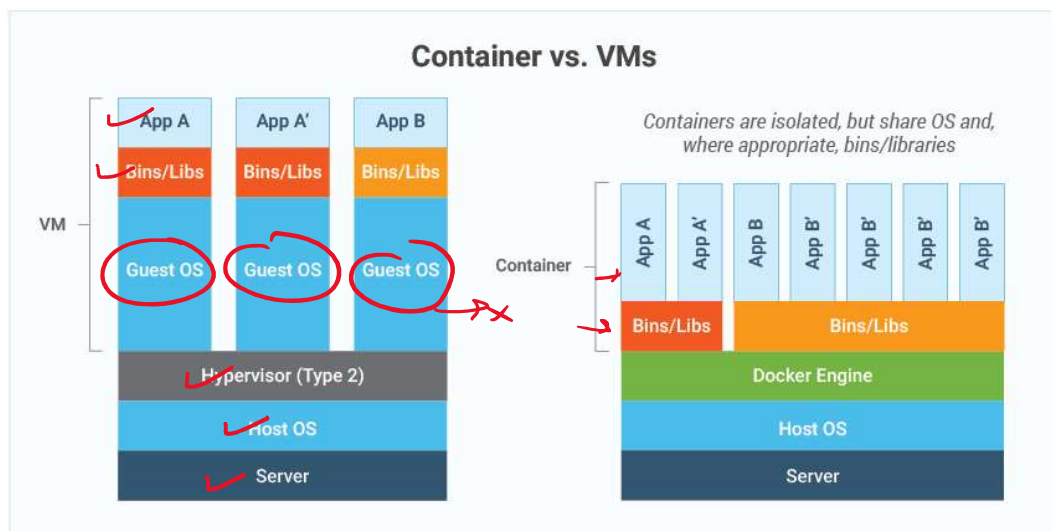 Container vs. VMs
App A
App A'
App B
Bins/Libs
Bins/Libs
Bins/Libs
VM
Guest OS
Guest OS
Guest OS
Hypervisor (Type 2)
Host OS
Server
Containers are isolated, but share OS and,
where appropriate, bins/libraries
Container
App A
App A'
App B
App B'
App B'
App B'
App B'
Bins/Libs
Bins/Libs
Docker Engine
Host OS
Server